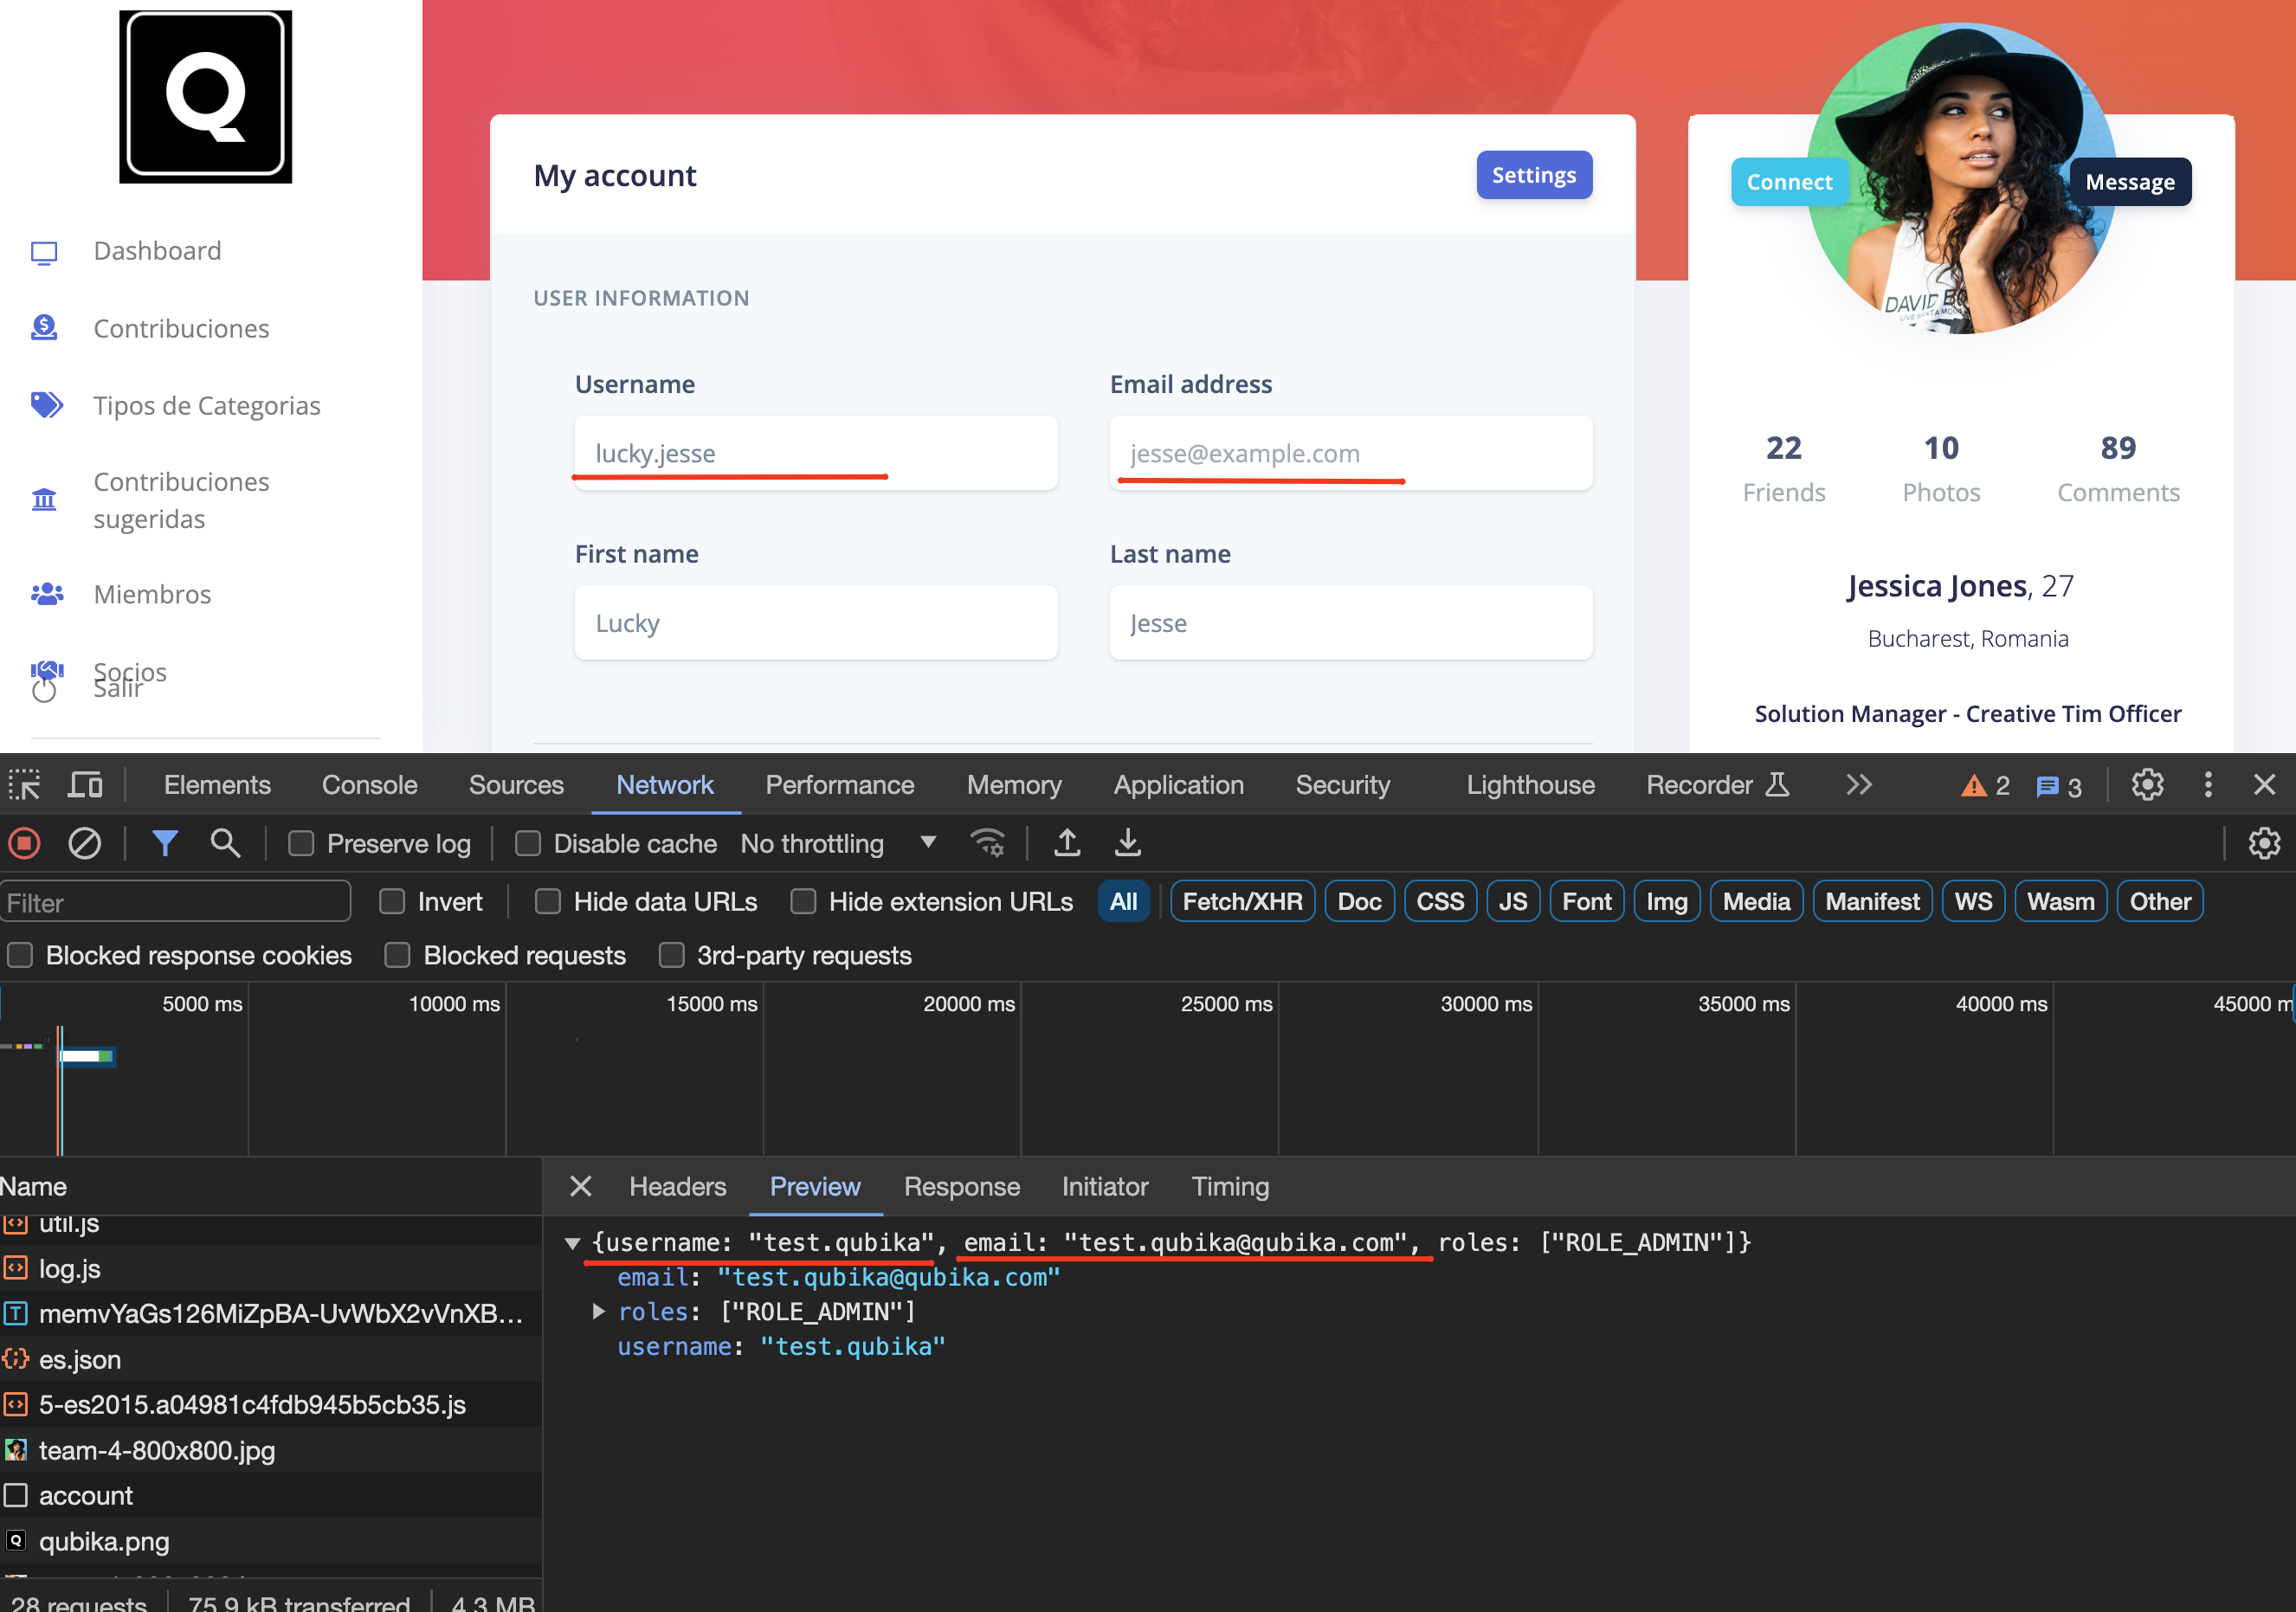 Q
Dashboard
Contribuciones
Tipos de Categorias
Contribuciones
sugeridas
Miembros
Socios
Salir
My account
Settings
USER INFORMATION
Username
Email address
lucky.jesse
jesse@example.com
First name
Last name
Lucky
Jesse
Connect
Message
DAVID BO
22
10
89
Friends
Photos
Comments
Jessica Jones, 27
Bucharest, Romania
Solution Manager - Creative Tim Officer
Elements Console Sources Network Performance Memory Application Security Lighthouse Recorder 2 3
Preserve log Disable cache No throttling
Filter Invert Hide data URLs Hide extension URLs All Fetch/XHR Doc CSS JS Font Img Media Manifest WS Wasm Other
Blocked response cookies Blocked requests 3rd-party requests
5000 ms 10000 ms 15000 ms 20000 ms 25000 ms 30000 ms 35000 ms 40000 ms 45000 m
Name
util.js
log.js
memvYaGs126MiZpBA-UvWbX2vVnXB...
es.json
5-es2015.a04981c4fdb945b5cb35.js
team-4-800x800.jpg
account
qubika.png
28 requests 75.9 kB transferred 4.3 MB
Headers Preview Response Initiator Timing
{username: "test.qubika", email: "test.qubika@qubika.com", roles: ["ROLE_ADMIN"]}
email: "test.qubika@qubika.com"
roles: ["ROLE_ADMIN"]
username: "test.qubika"